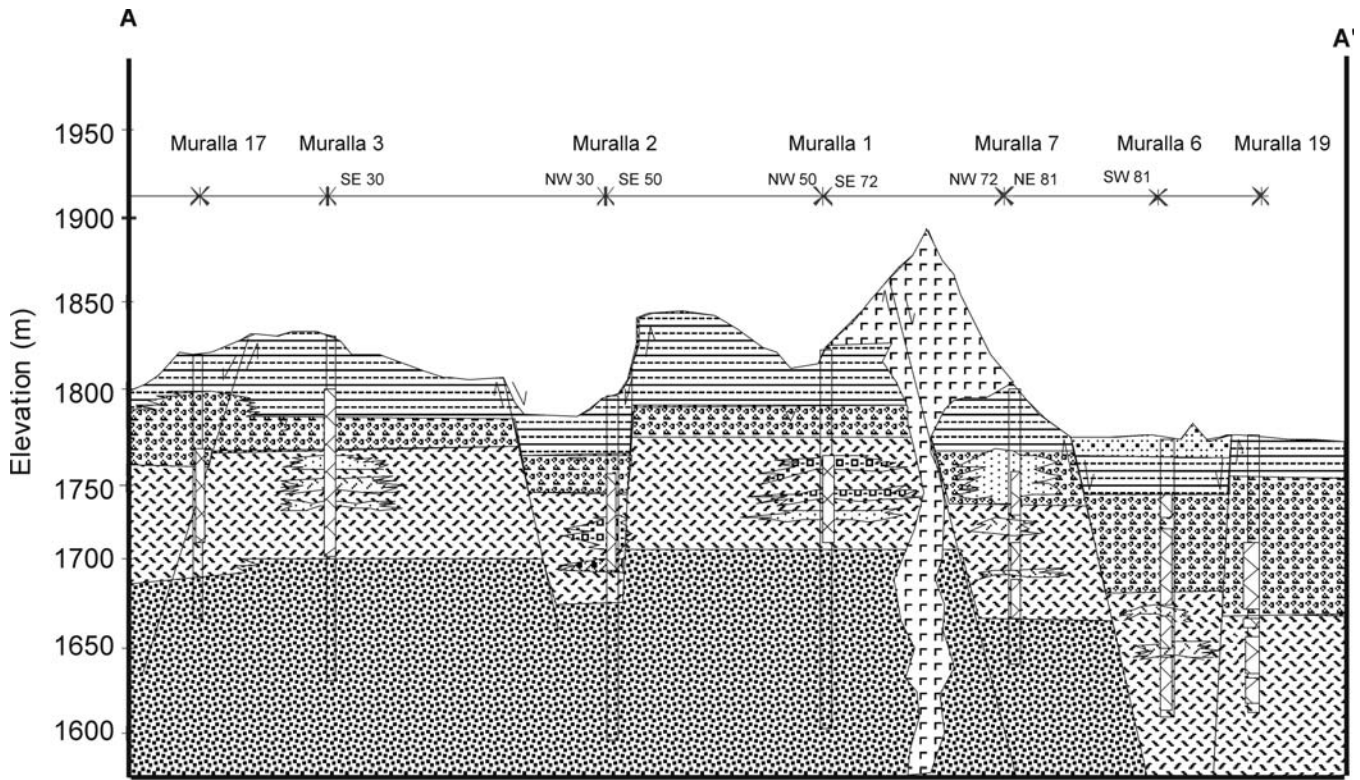 A
A'
1950
Muralla 17 Muralla 3 Muralla 2 Muralla 1 Muralla 7 Muralla 6 Muralla 19
SE 30 NW 30 SE 50 NW 50 SE 72 NW 72 NE 81 SW 81
1900
1850
1800
1750
1700
1650
1600
Elevation (m)